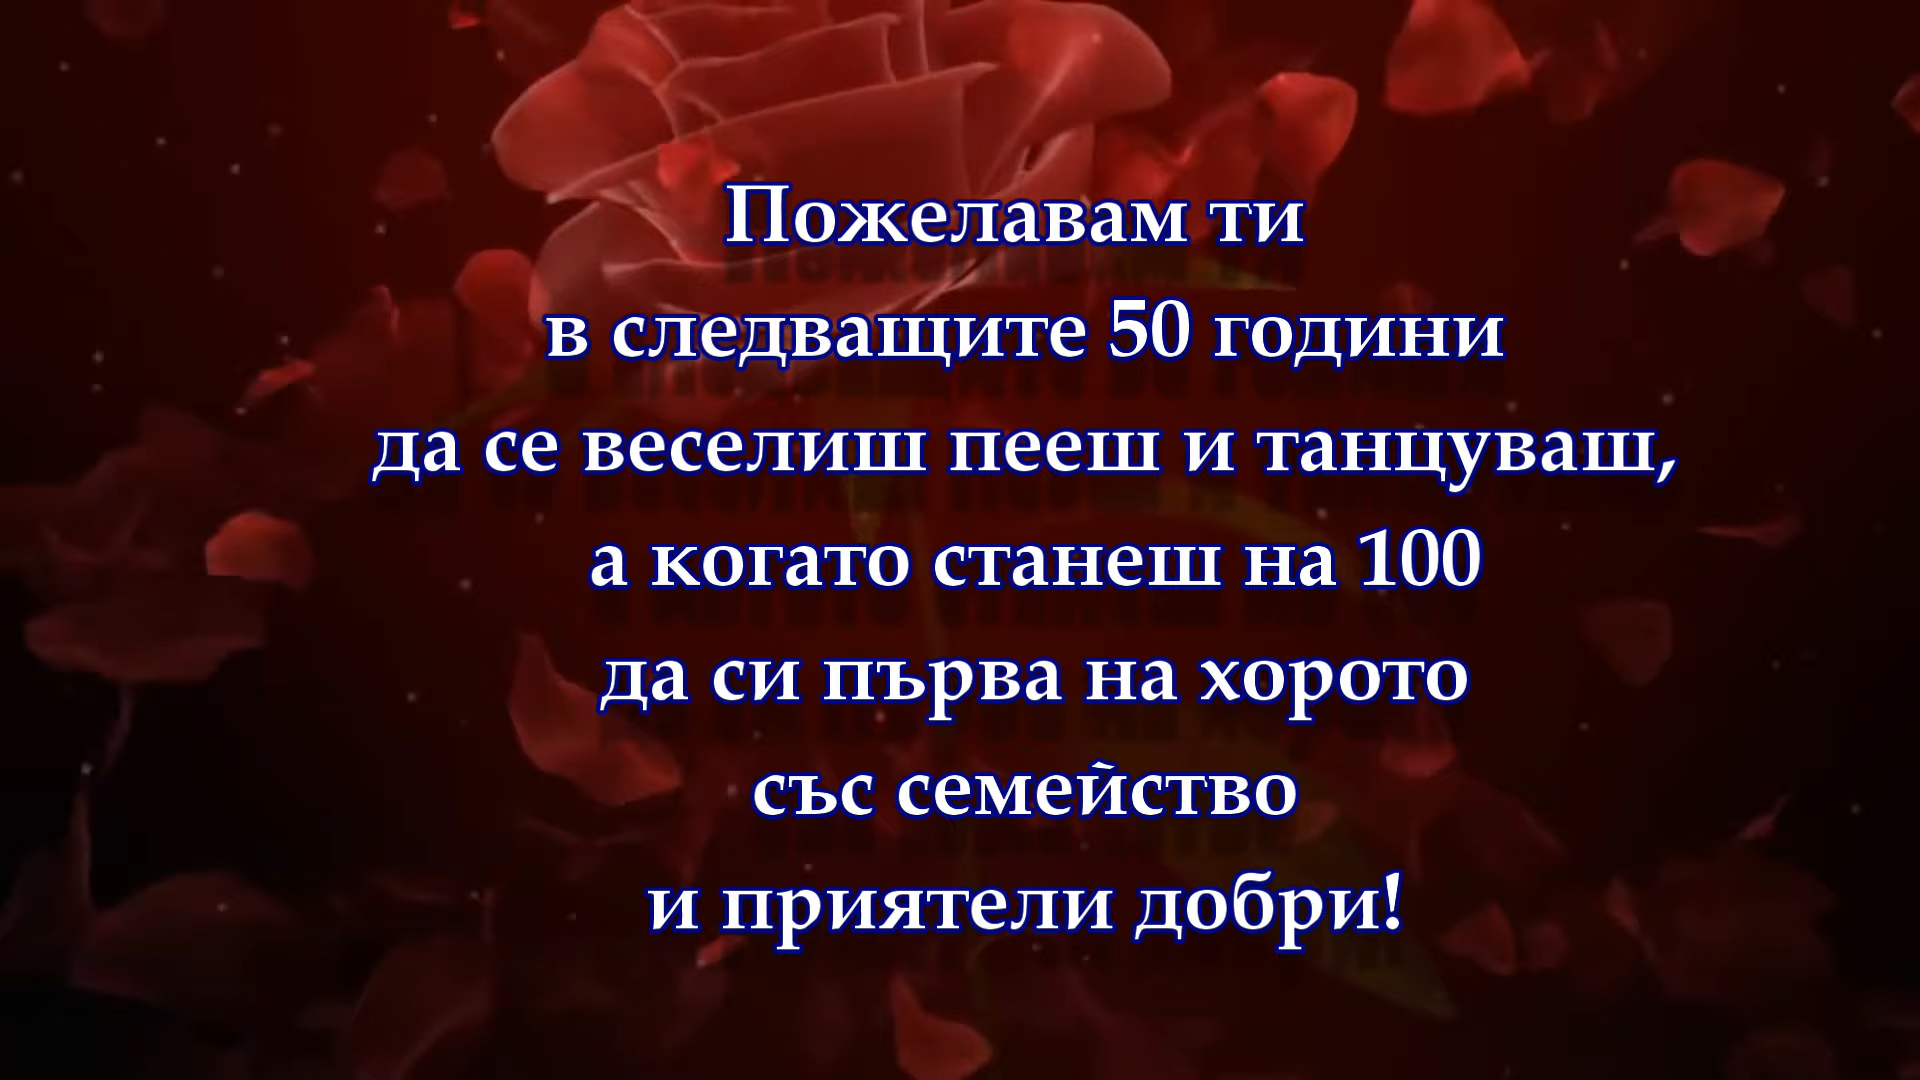 Пожелавам ти
в следващите 50 години
да се веселиш пееш и танцуваш,
а когато станеш на 100
да си първа на хорото
със семейство
и приятели добри!